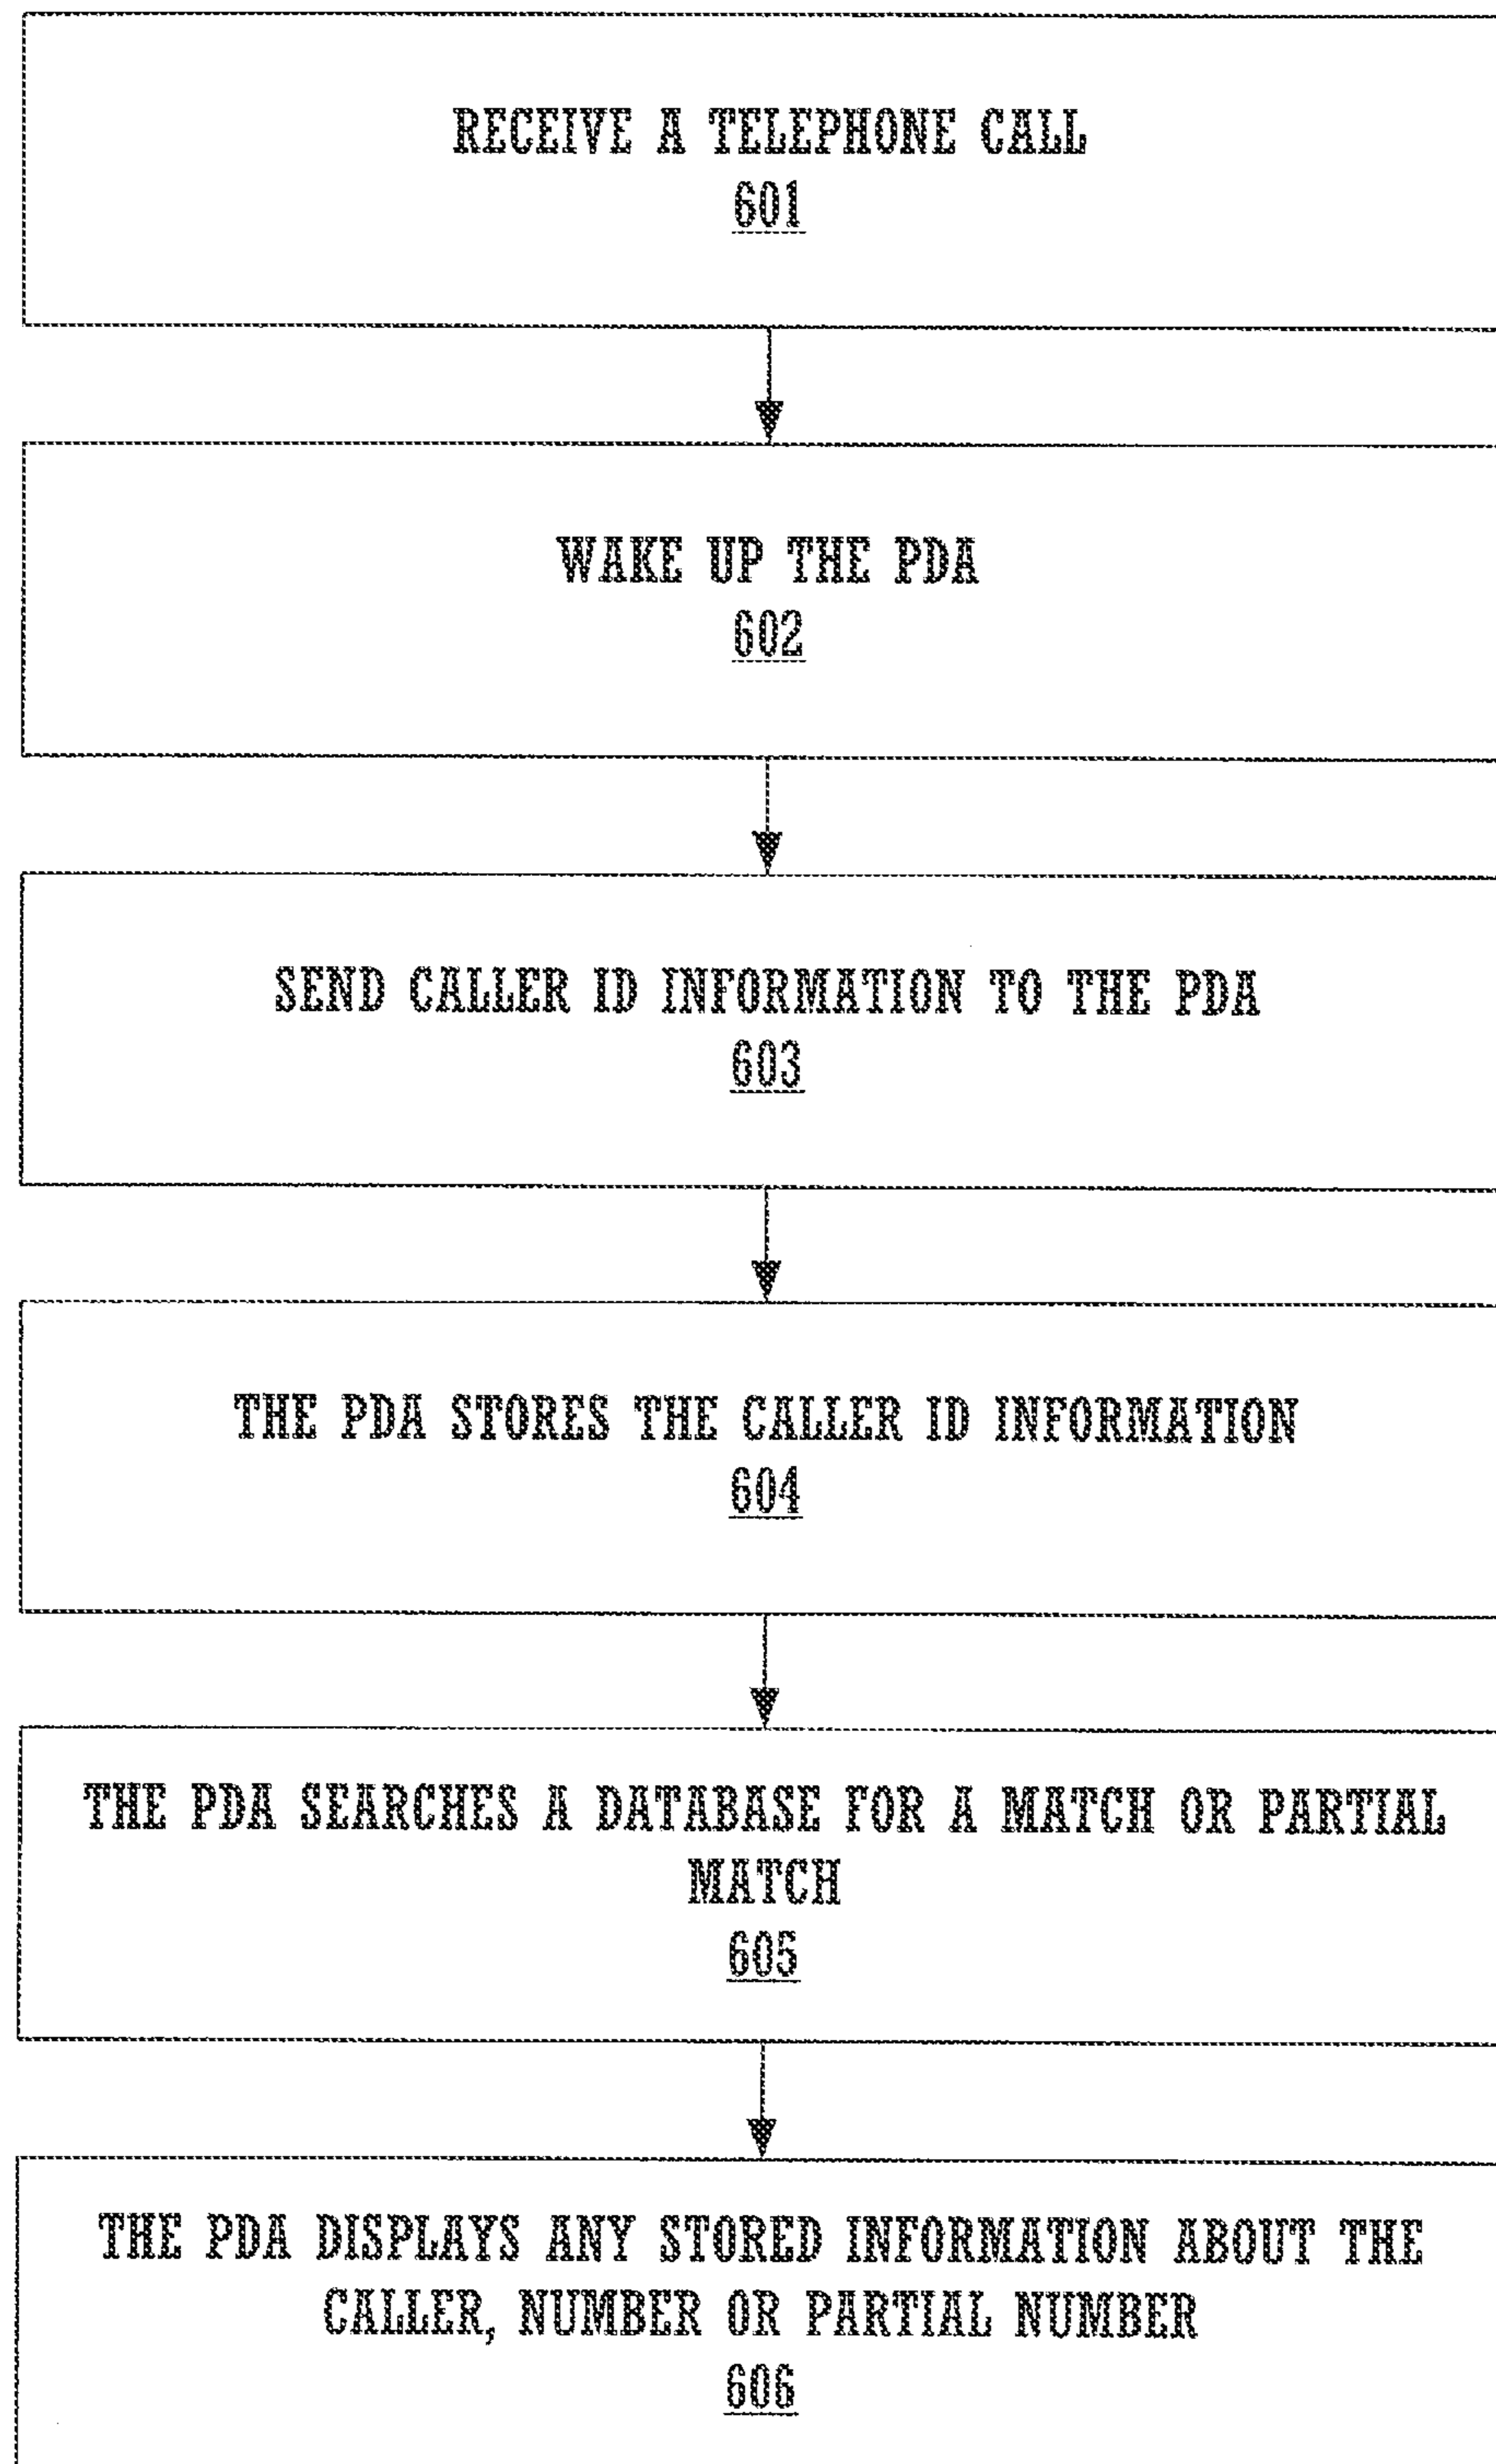 RECEIVE A TELEPHONE CALL
601
WAKE UP THE PDA
602
SEND CALLER ID INFORMATION TO THE PDA
603
THE PDA STORES THE CALLER ID INFORMATION
604
THE PDA SEARCHES A DATABASE FOR A MATCH OR PARTIAL
MATCH
605
THE PDA DISPLAYS ANY STORED INFORMATION ABOUT THE
CALLER, NUMBER OR PARTIAL NUMBER
606